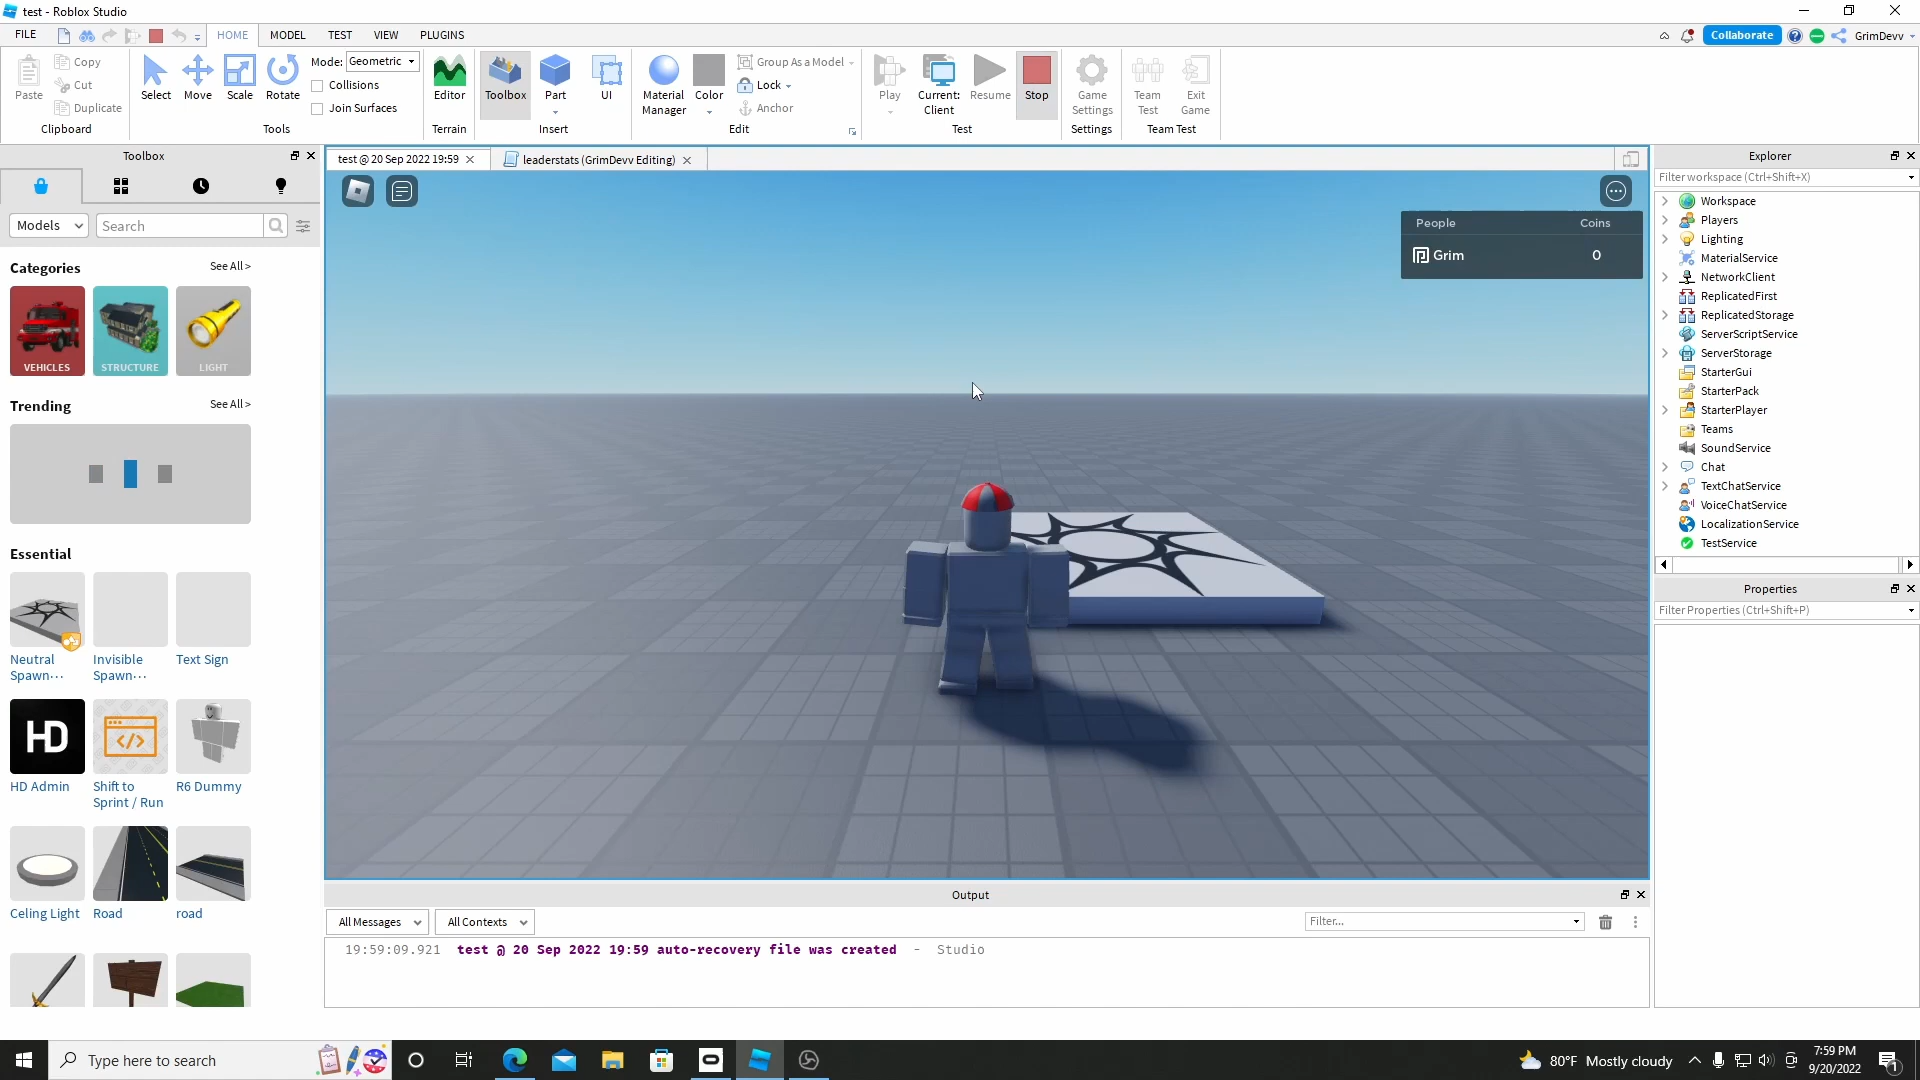 test - Roblox Studio
FILE
HOME
MODEL
TEST
VIEW
PLUGINS
Collaborate
GrimDevv
Paste
Copy
Cut
Duplicate
Clipboard
Select
Move
Scale
Rotate
Mode: Geometric
Collisions
Join Surfaces
Tools
Editor
Terrain
Toolbox
Part
UI
Insert
Material
Manager
Color
Group As a Model
Lock
Anchor
Edit
Play
Current:
Client
Resume
Stop
Test
Game
Settings
Settings
Team
Test
Exit
Game
Team Test
Toolbox
Models
Search
Categories
See All >
VEHICLES
STRUCTURE
LIGHT
Trending
See All >
Essential
Neutral
Spawn···
Invisible
Spawn···
Text Sign
HD
HD Admin
Shift to
Sprint / Run
R6 Dummy
Celing Light
Road
road
test @ 20 Sep 2022 19:59
leaderstats (GrimDevv Editing)
People Coins
Grim 0
Output
All Messages
All Contexts
Filter...
19:59:09.921 test @ 20 Sep 2022 19:59 auto-recovery file was created - Studio
Explorer
Filter workspace (Ctrl+Shift+X)
Workspace
Players
Lighting
MaterialService
NetworkClient
ReplicatedFirst
ReplicatedStorage
ServerScriptService
ServerStorage
StarterGui
StarterPack
StarterPlayer
Teams
SoundService
Chat
TextChatService
VoiceChatService
LocalizationService
TestService
Properties
Filter Properties (Ctrl+Shift+P)
Type here to search
80°F Mostly cloudy
7:59 PM
9/20/2022
1